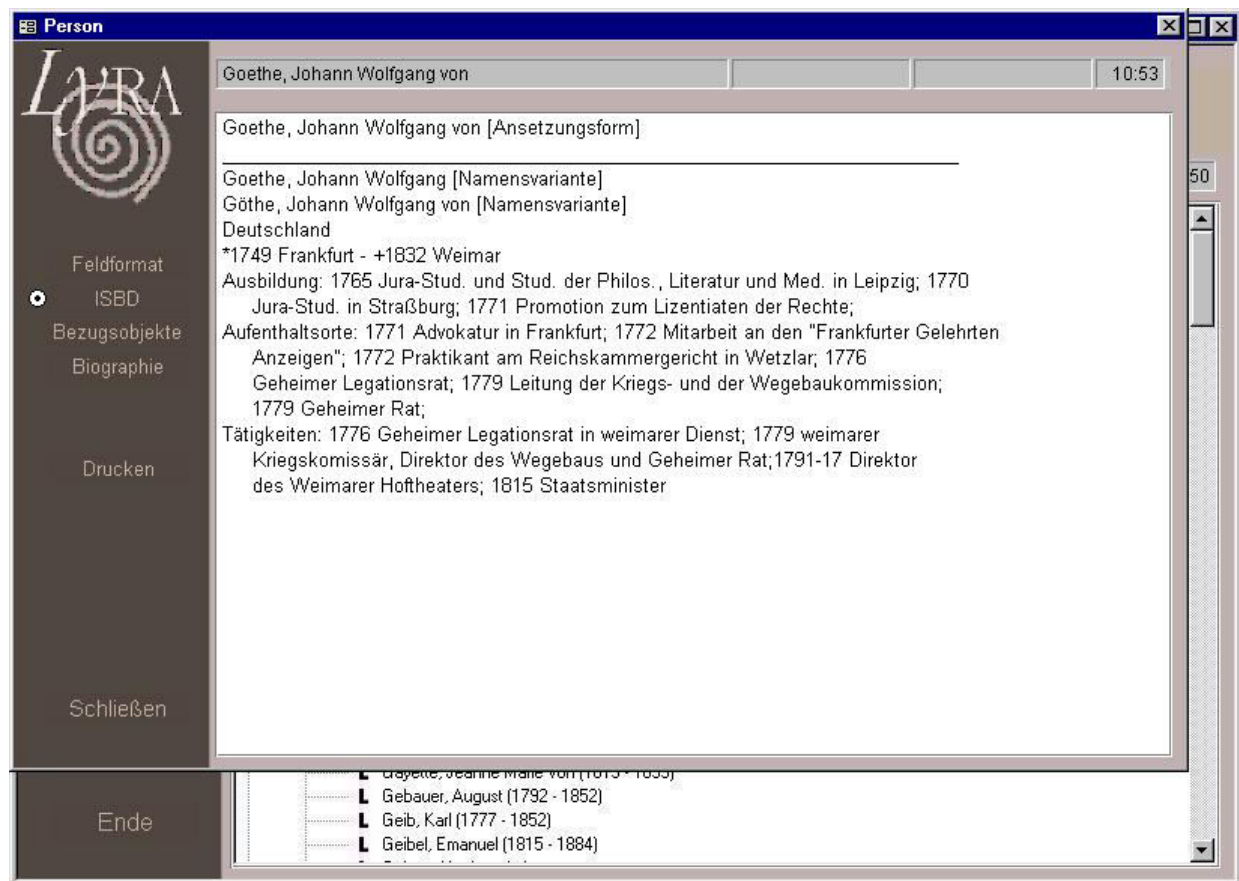 Person
LYRA
Goethe, Johann Wolfgang von
10:53
Goethe, Johann Wolfgang von [Ansetzungsform]
Goethe, Johann Wolfgang [Namensvariante]
50
Göthe, Johann Wolfgang von [Namensvariante]
Deutschland
*1749 Frankfurt - +1832 Weimar
Feldformat
Ausbildung: 1765 Jura-Stud. und Stud. der Philos., Literatur und Med. in Leipzig; 1770
ISBD
Jura-Stud. in Straßburg; 1771 Promotion zum Lizentiaten der Rechte;
Bezugsobjekte
Aufenthaltsorte: 1771 Advokatur in Frankfurt; 1772 Mitarbeit an den "Frankfurter Gelehrten
Biographie
Anzeigen"; 1772 Praktikant am Reichskammergericht in Wetzlar; 1776
Geheimer Legationsrat; 1779 Leitung der Kriegs- und der Wegebaukommission;
1779 Geheimer Rat;
Tätigkeiten: 1776 Geheimer Legationsrat in weimarer Dienst; 1779 weimarer
Drucken
Kriegskomissär, Direktor des Wegebaus und Geheimer Rat;1791-17 Direktor
des Weimarer Hoftheaters; 1815 Staatsminister
Schließen
L Gebauer, August (1792 - 1852)
Ende
L Geib, Karl (1777 - 1852)
L Geibel, Emanuel (1815 - 1884)